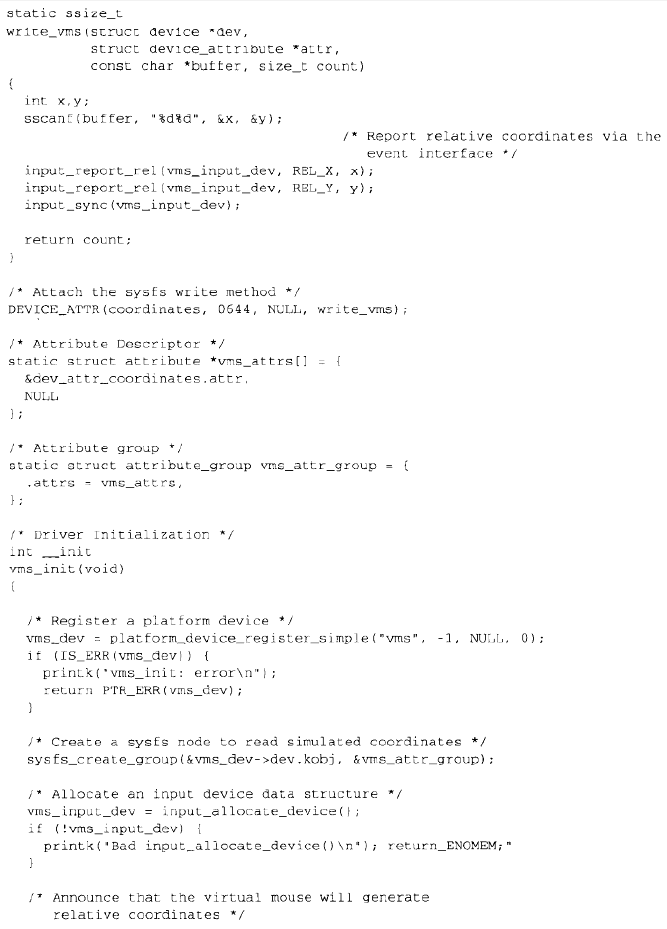 static ssize_t
write_vms(struct device *dev,
struct device_attribute *attr,
const char *buffer, size_t count)
{
int x,y;
sscanf(buffer, "%d%d", &x, &y);
/* Report relative coordinates via the
event interface */
input_report_rel(vms_input_dev, REL_X, x);
input_report_rel(vms_input_dev, REL_Y, y);
input_sync(vms_input_dev);
return count;
}
/* Attach the sysfs write method */
DEVICE_ATTR(coordinates, 0644, NULL, write_vms);
/* Attribute Descriptor */
static struct attribute *vms_attrs[] = {
&dev_attr_coordinates.attr,
NULL
};
/* Attribute group */
static struct attribute_group vms_attr_group = {
.attrs = vms_attrs,
};
/* Driver Initialization */
int __init
vms_init(void)
{
/* Register a platform device */
vms_dev = platform_device_register_simple("vms", -1, NULL, 0);
if (IS_ERR(vms_dev)) {
printk("vms_init: error\n");
return PTR_ERR(vms_dev);
}
/* Create a sysfs node to read simulated coordinates */
sysfs_create_group(&vms_dev->dev.kobj, &vms_attr_group);
/* Allocate an input device data structure */
vms_input_dev = input_allocate_device();
if (!vms_input_dev) {
printk("Bad input_allocate_device()\n"); return_ENOMEM;"
}
/* Announce that the virtual mouse will generate
relative coordinates */